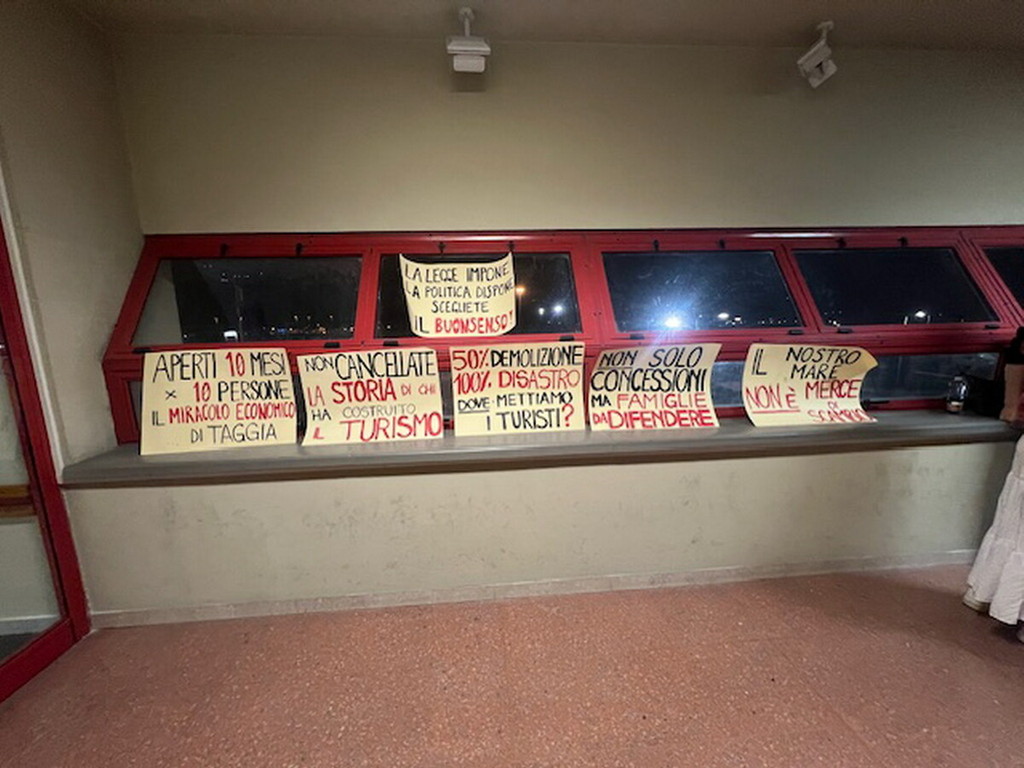 LA LEGGE IMPONE
LA POLITICA DISPONE
SCEGLIETE
IL BUONSENSO!
APERTI 10 MESI
× 10 PERSONE
IL MIRACOLO ECONOMICO
DI TAGGIA
NON CANCELLATE
LA STORIA DI CHI
HA COSTRUITO
IL TURISMO
50% DEMOLIZIONE
100% DISASTRO
DOVE METTIAMO
I TURISTI?
NON SOLO
CONCESSIONI
MA FAMIGLIE
DA DIFENDERE
IL NOSTRO
MARE
NON È MERCE
DI
SCAMBIO